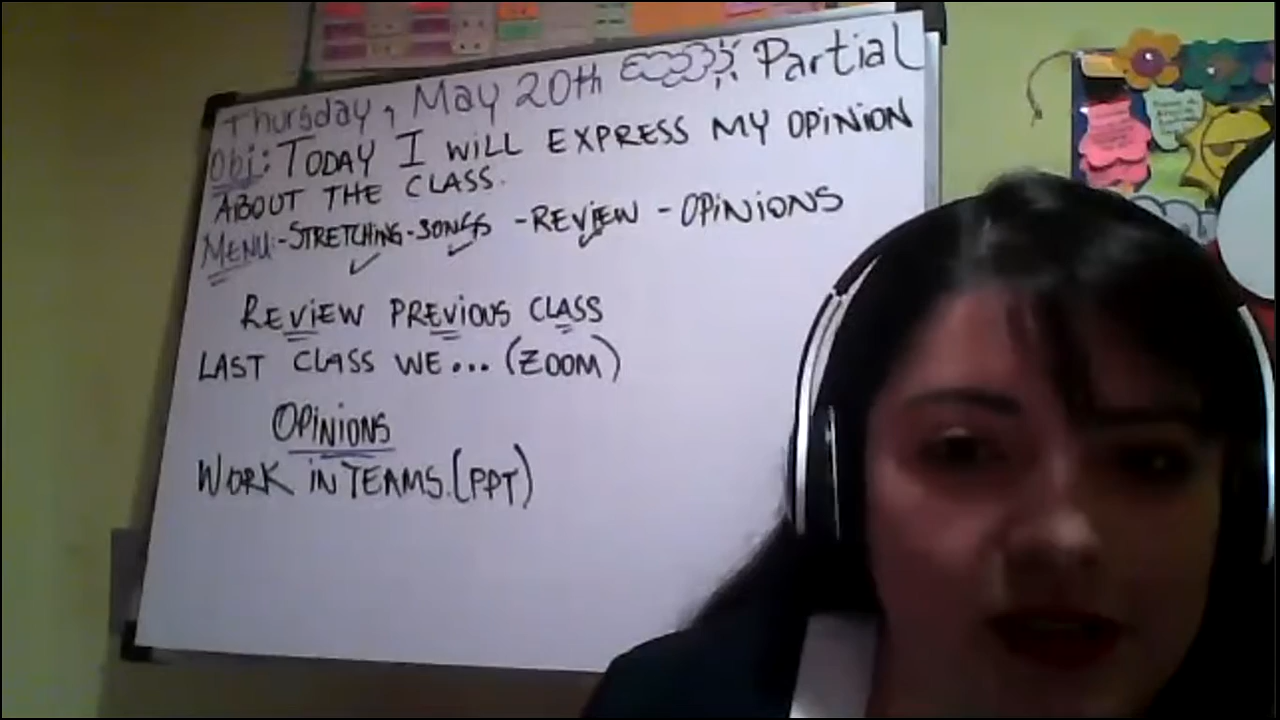 Thursday, May 20th Partial
Obj: TODAY I WILL EXPRESS MY OPINION
ABOUT THE CLASS.
MENU:-STRETCHING-SONGS -REVIEW -OPINIONS
REVIEW PREVIOUS CLASS
LAST CLASS WE... (ZOOM)
OPINIONS
WORK IN TEAMS.(PPT)